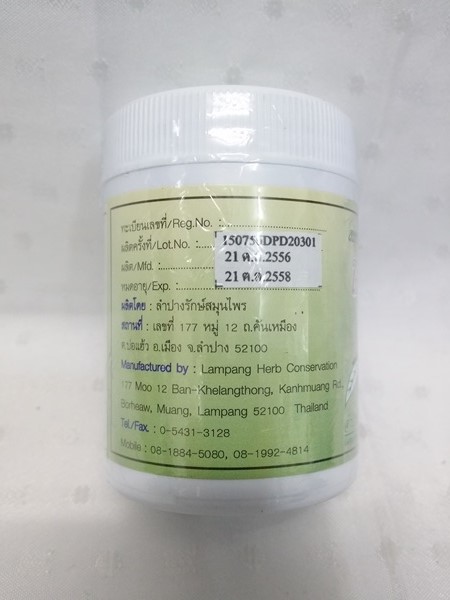 ทะเบียนเลขที่/Reg.No. :
ผลิตครั้งที่/Lot.No. :
ผลิต/Mfd. :
หมดอายุ/Exp. :
21 ต.ค.2556
21 ต.ค.2558
ผลิตโดย : ลำปางรักษ์สมุนไพร
สถานที่ : เลขที่ 177 หมู่ 12 ถ.คันเหมือง
ต.บ่อแฮ้ว อ.เมือง จ.ลำปาง 52100
Manufactured by : Lampang Herb Conservation
177 Moo 12 Ban-Khelangthong, Kanhmuang Rd.,
Borheaw, Muang, Lampang 52100 Thailand
Tel./Fax. : 0-5431-3128
Mobile : 08-1884-5080, 08-1992-4814